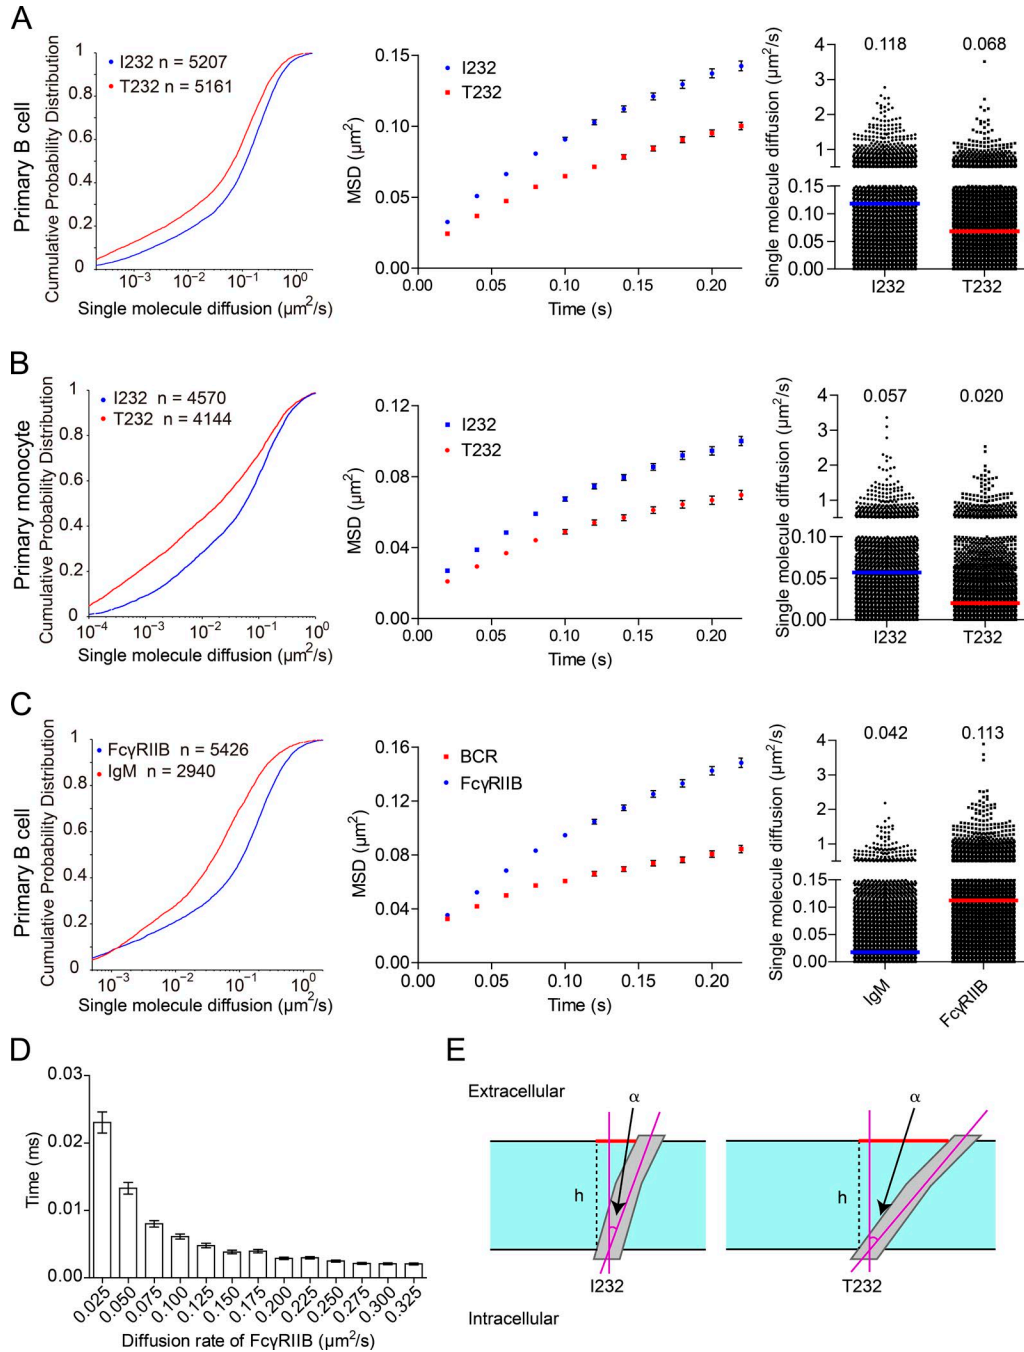 A
Primary B cell
Cumulative Probability Distribution
1
0.8
0.6
0.4
0.2
0
I232 n = 5207
T232 n = 5161
10⁻³ 10⁻² 10⁻¹ 10⁰
Single molecule diffusion (µm²/s)
MSD (µm²)
0.15
0.10
0.05
0.00
I232
T232
0.00 0.05 0.10 0.15 0.20
Time (s)
Single molecule diffusion (µm²/s)
4
3
2
1
0.15
0.10
0.05
0.00
0.118 0.068
I232 T232
B
Primary monocyte
Cumulative Probability Distribution
1
0.8
0.6
0.4
0.2
0
I232 n = 4570
T232 n = 4144
10⁻⁴ 10⁻³ 10⁻² 10⁻¹ 10⁰
Single molecule diffusion (µm²/s)
MSD (µm²)
0.12
0.08
0.04
0.00
I232
T232
0.00 0.05 0.10 0.15 0.20
Time (s)
Single molecule diffusion (µm²/s)
4
3
2
1
0.10
0.05
0.00
0.057 0.020
I232 T232
C
Primary B cell
Cumulative Probability Distribution
1
0.8
0.6
0.4
0.2
0
FcγRIIB n = 5426
IgM n = 2940
10⁻³ 10⁻² 10⁻¹ 10⁰
Single molecule diffusion (µm²/s)
MSD (µm²)
0.16
0.12
0.08
0.04
0.00
BCR
FcγRIIB
0.00 0.05 0.10 0.15 0.20
Time (s)
Single molecule diffusion (µm²/s)
4
3
2
1
0.15
0.10
0.05
0.00
0.042 0.113
IgM FcγRIIB
D
Time (ms)
0.03
0.02
0.01
0.00
0.025 0.050 0.075 0.100 0.125 0.150 0.175 0.200 0.225 0.250 0.275 0.300 0.325
Diffusion rate of FcγRIIB (µm²/s)
E
Extracellular
α α
h h
I232 T232
Intracellular